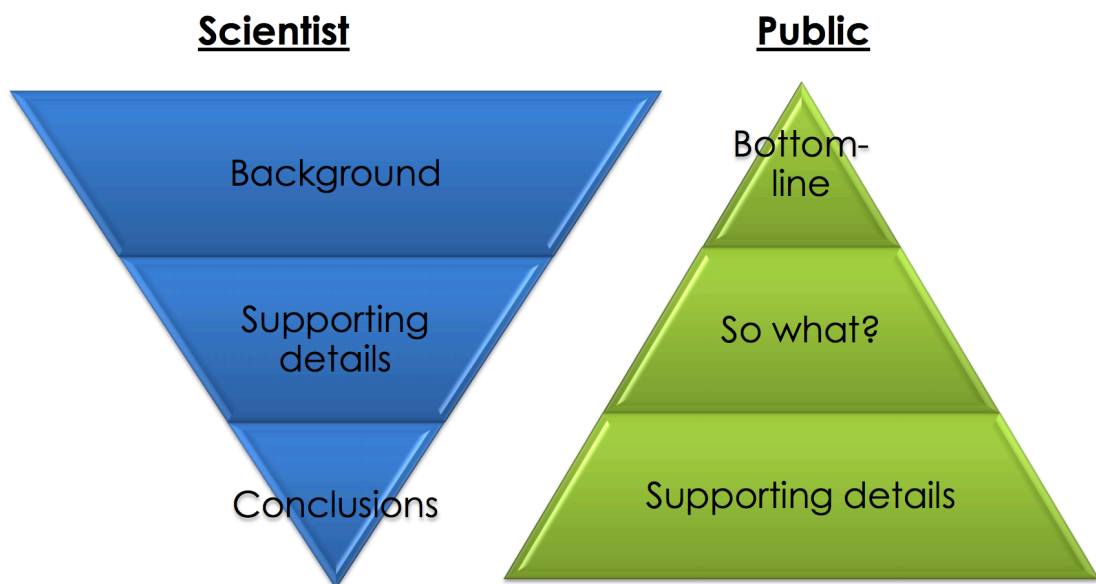 Scientist
Background
Supporting
details
Conclusions
Public
Bottom-
line
So what?
Supporting details